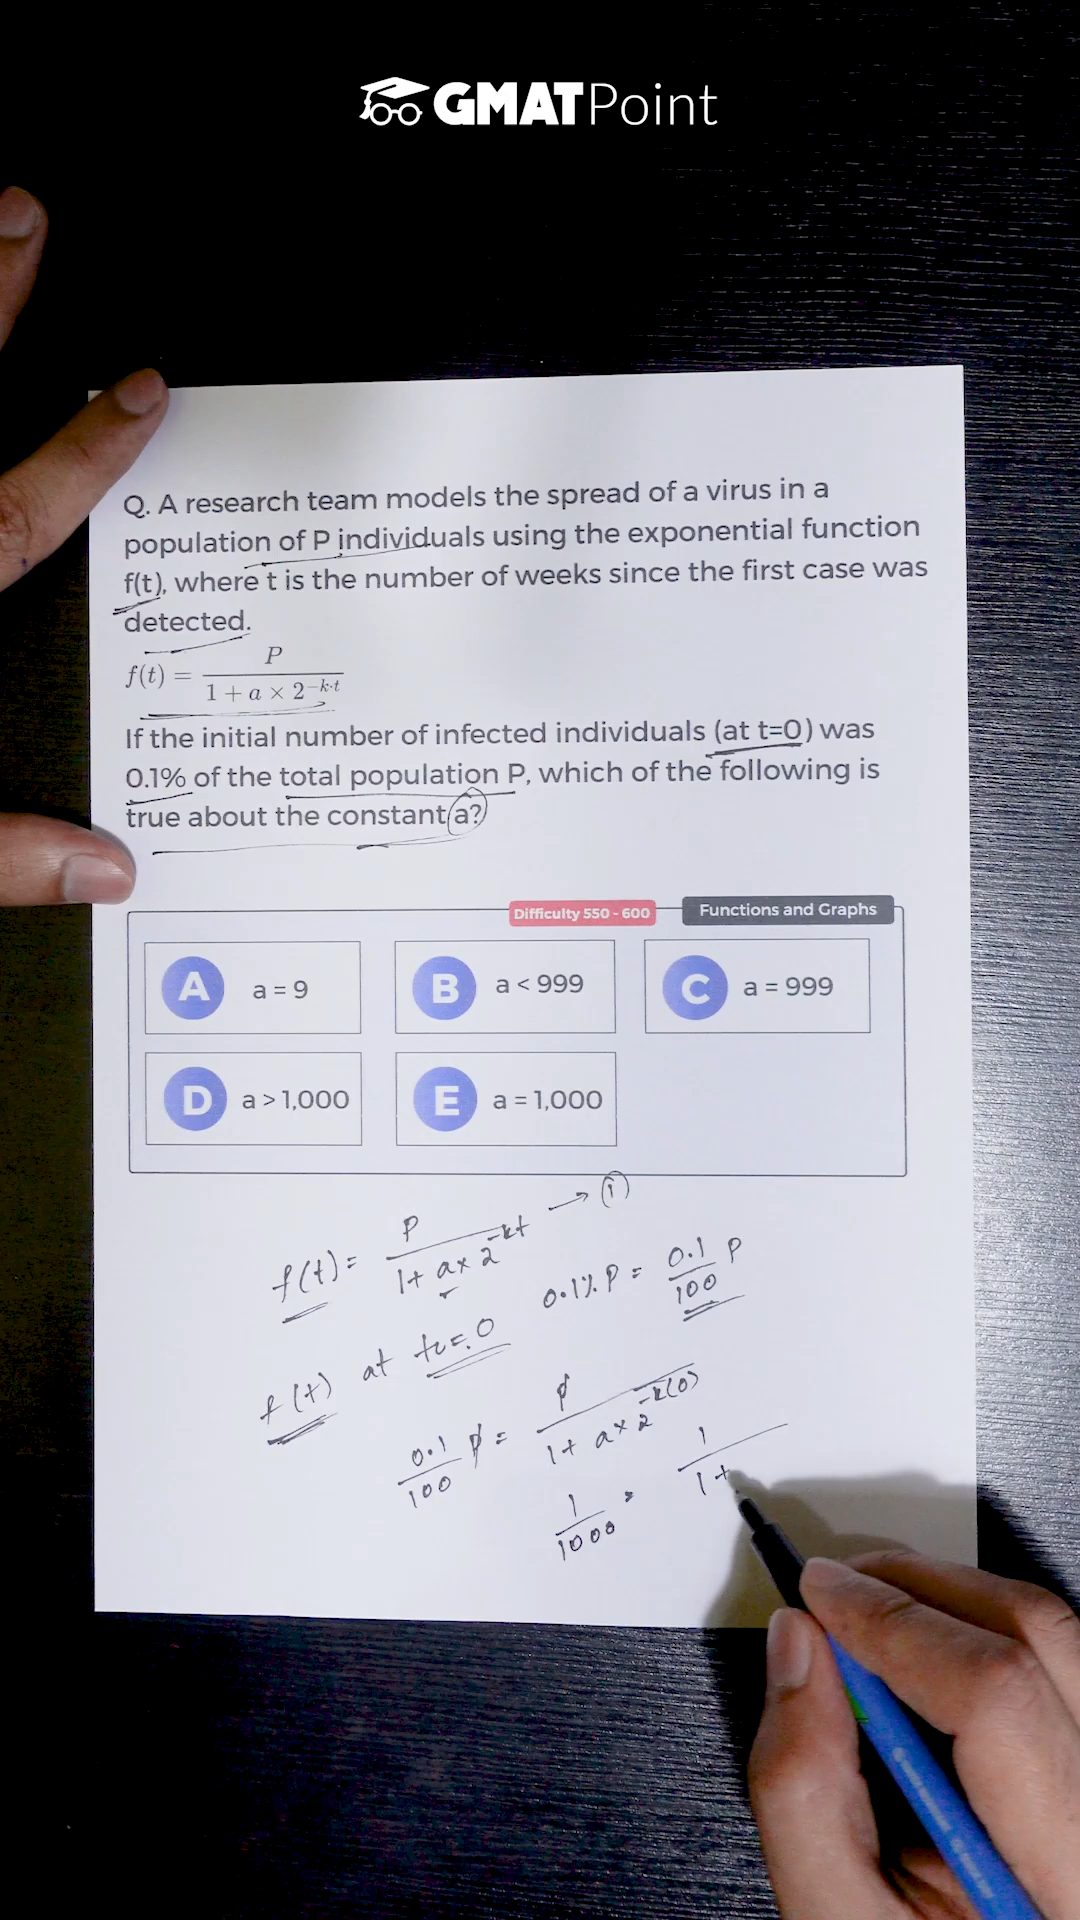 GMATPoint
Q. A research team models the spread of a virus in a
population of P individuals using the exponential function
f(t), where t is the number of weeks since the first case was
detected.
f(t) = P / (1 + a × 2^(-k·t))
If the initial number of infected individuals (at t=0) was
0.1% of the total population P, which of the following is
true about the constant a?
Difficulty 550 - 600 Functions and Graphs
A a = 9 B a < 999 C a = 999
D a > 1,000 E a = 1,000
f(t) = P / (1 + a × 2^(-kt)) → (1)
0.1% P = 0.1/100 P
f(t) at t = 0
0.1/100 P = P / (1 + a × 2^(-k(0)))
1/1000 = 1 / (1 +